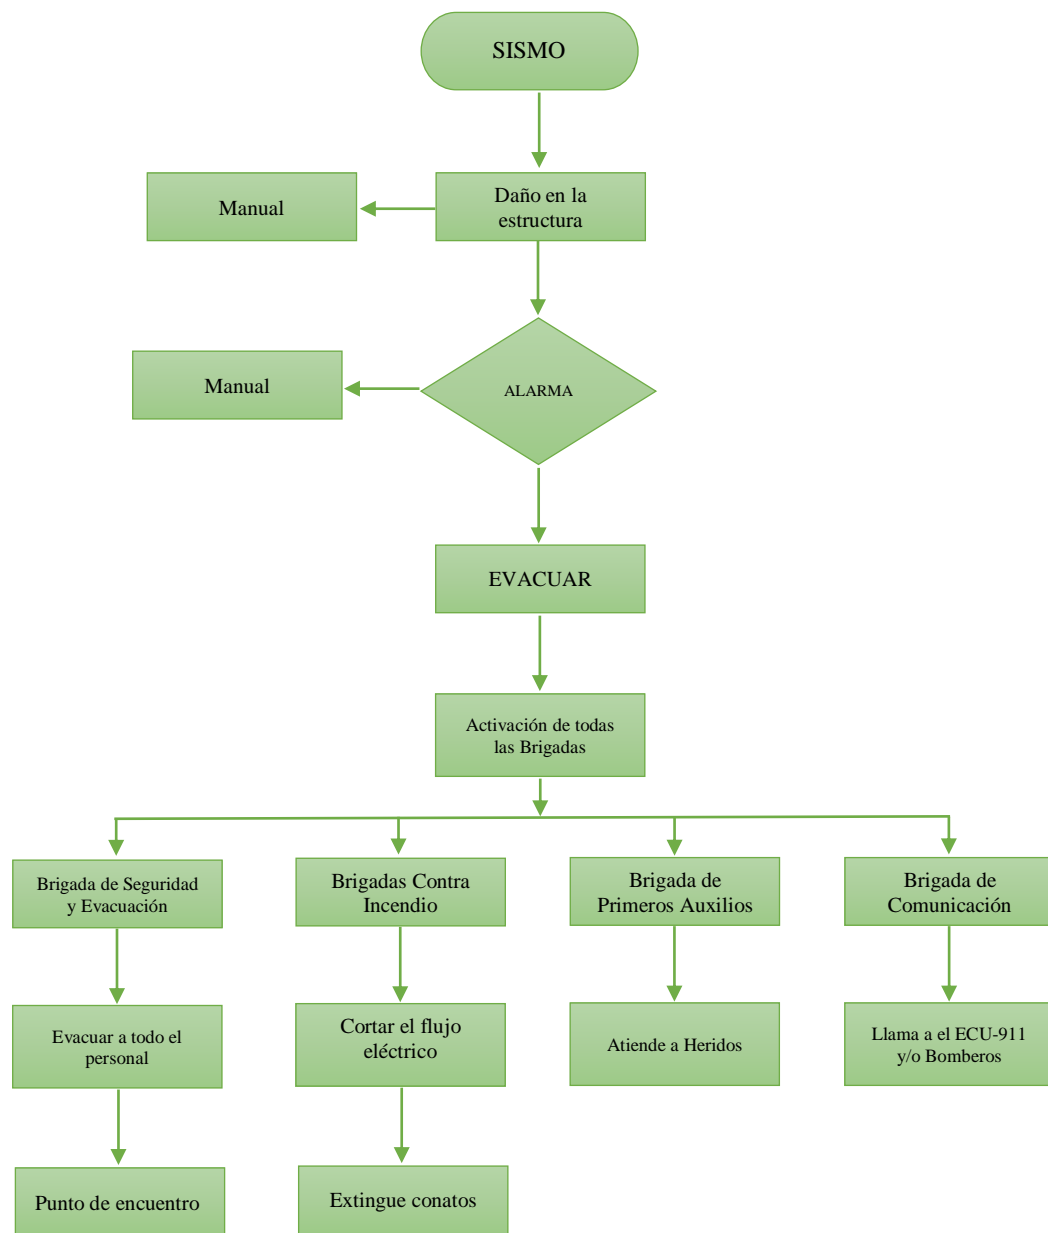 SISMO
Daño en la
estructura
Manual
ALARMA
Manual
EVACUAR
Activación de todas
las Brigadas
Brigada de Seguridad
y Evacuación
Brigadas Contra
Incendio
Brigada de
Primeros Auxilios
Brigada de
Comunicación
Evacuar a todo el
personal
Cortar el flujo
eléctrico
Atiende a Heridos
Llama a el ECU-911
y/o Bomberos
Punto de encuentro
Extingue conatos